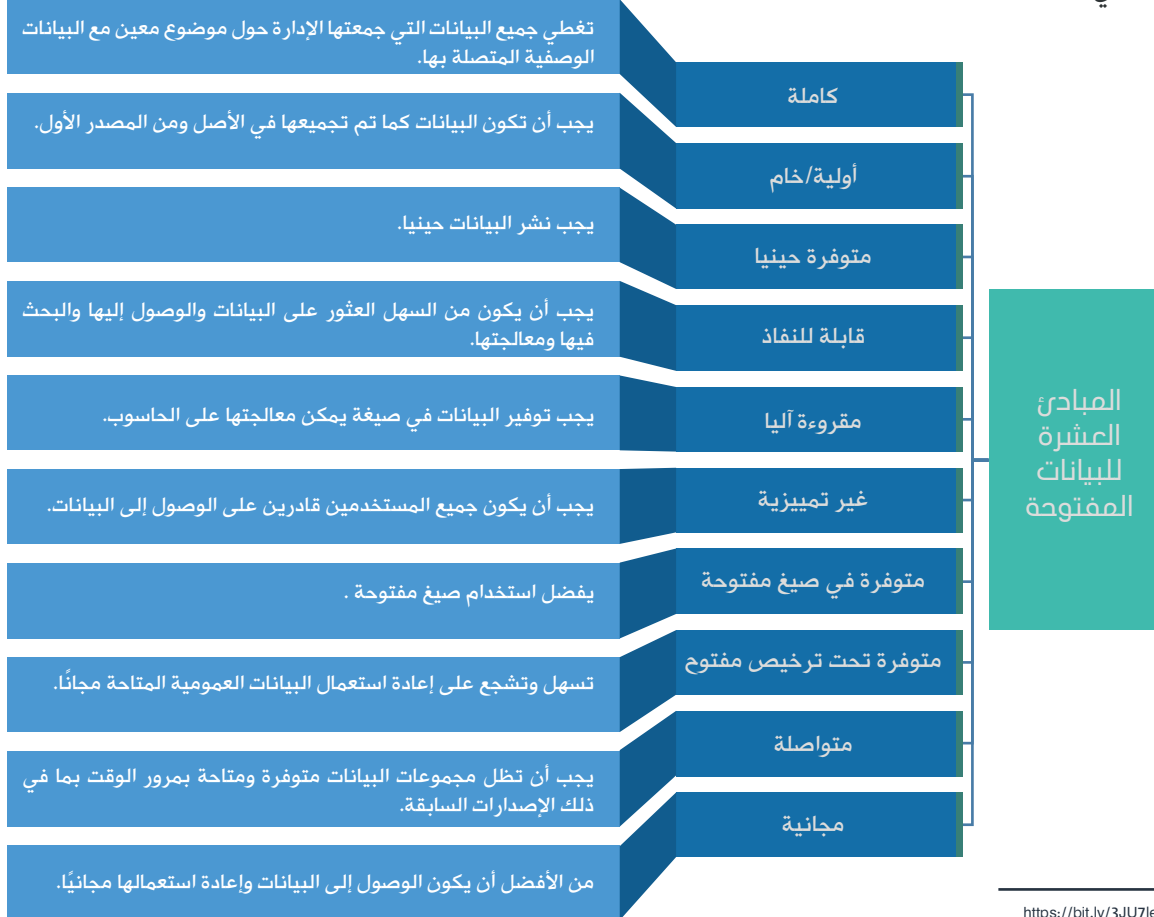 المبادئ
العشرة
للبيانات
المفتوحة
كاملة
تغطي جميع البيانات التي جمعتها الإدارة حول موضوع معين مع البيانات
الوصفية المتصلة بها.
أولية/خام
يجب أن تكون البيانات كما تم تجميعها في الأصل ومن المصدر الأول.
متوفرة حينيا
يجب نشر البيانات حينيا.
قابلة للنفاذ
يجب أن يكون من السهل العثور على البيانات والوصول إليها والبحث
فيها ومعالجتها.
مقروءة آليا
يجب توفير البيانات في صيغة يمكن معالجتها على الحاسوب.
غير تمييزية
يجب أن يكون جميع المستخدمين قادرين على الوصول إلى البيانات.
متوفرة في صيغ مفتوحة
يفضل استخدام صيغ مفتوحة .
متوفرة تحت ترخيص مفتوح
تسهل وتشجع على إعادة استعمال البيانات العمومية المتاحة مجانًا.
متواصلة
يجب أن تظل مجموعات البيانات متوفرة ومتاحة بمرور الوقت بما في
ذلك الإصدارات السابقة.
مجانية
من الأفضل أن يكون الوصول إلى البيانات وإعادة استعمالها مجانيًا.